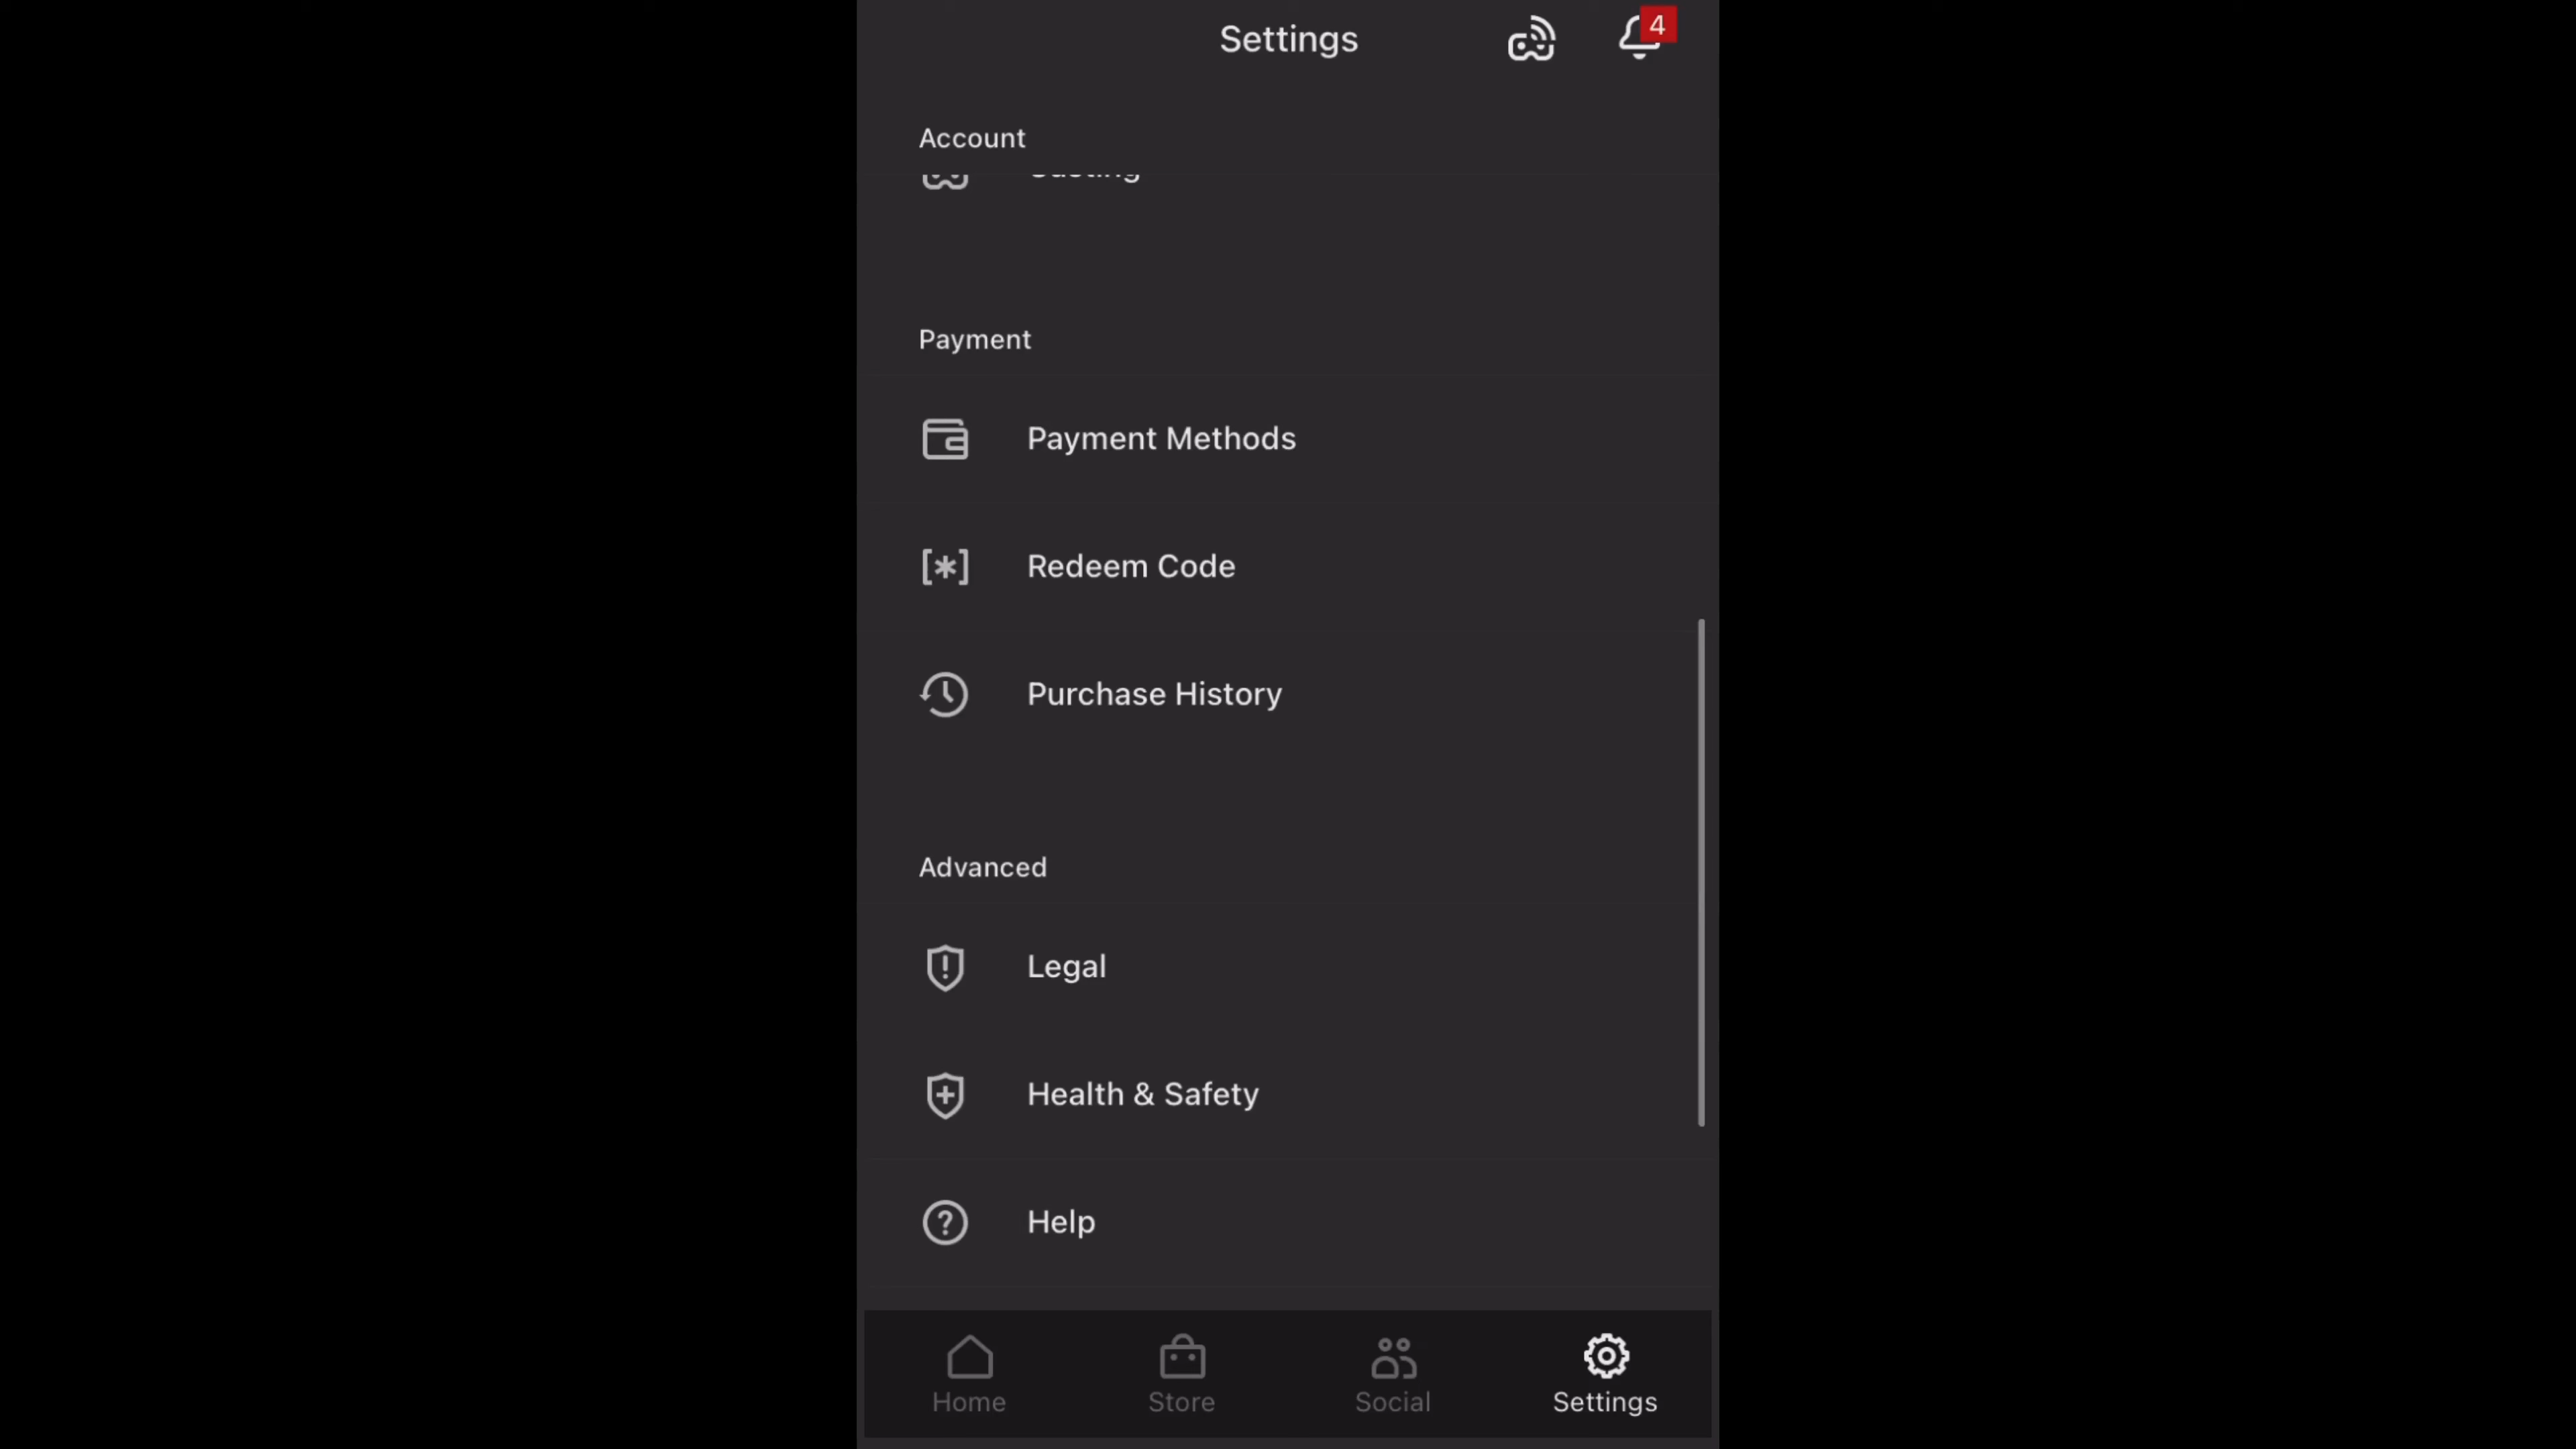 Settings
4
Account
Casting
Payment
Payment Methods
Redeem Code
Purchase History
Advanced
Legal
Health & Safety
Help
Home
Store
Social
Settings